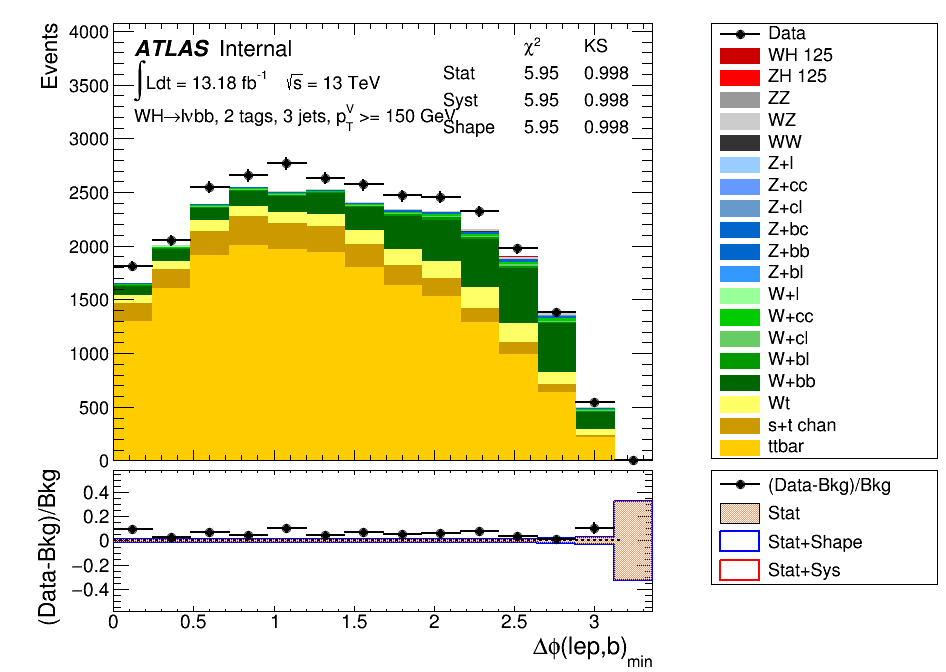 Events
4000
3500
3000
2500
2000
1500
1000
500
0
ATLAS Internal
∫Ldt = 13.18 fb⁻¹ √s = 13 TeV
WH→lνbb, 2 tags, 3 jets, p_T^V >= 150 GeV
χ² KS
Stat 5.95 0.998
Syst 5.95 0.998
Shape 5.95 0.998
Data
WH 125
ZH 125
ZZ
WZ
WW
Z+l
Z+cc
Z+cl
Z+bc
Z+bb
Z+bl
W+l
W+cc
W+cl
W+bl
W+bb
Wt
s+t chan
ttbar
(Data-Bkg)/Bkg
0.4
0.2
0
−0.2
−0.4
0 0.5 1 1.5 2 2.5 3
Δϕ(lep,b)_min
(Data-Bkg)/Bkg
Stat
Stat+Shape
Stat+Sys